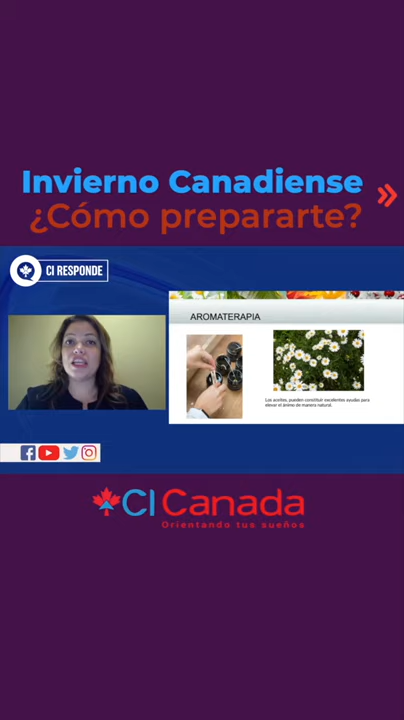 Invierno Canadiense
¿Cómo prepararte?
CI RESPONDE
AROMATERAPIA
Los aceites, pueden constituir excelentes ayudas para
elevar el ánimo de manera natural.
CI Canada
Orientando tus sueños